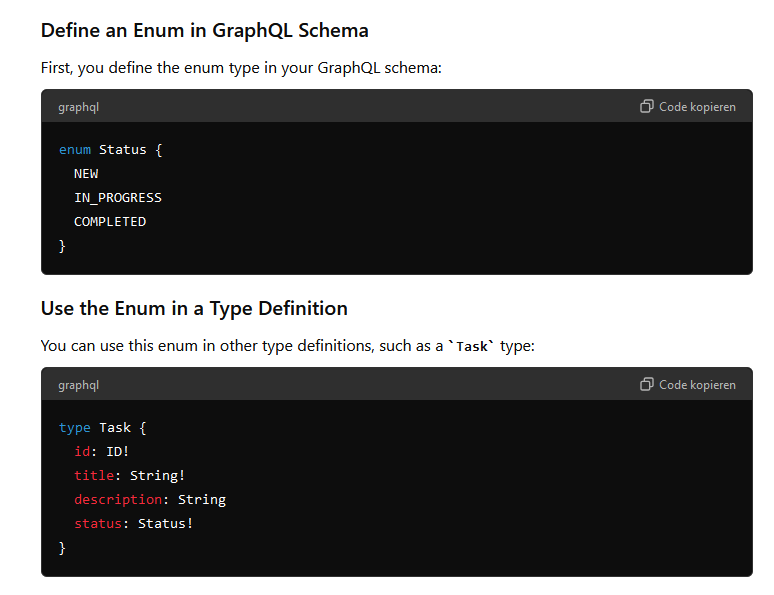 Define an Enum in GraphQL Schema
First, you define the enum type in your GraphQL schema:
graphql
Code kopieren
enum Status {
  NEW
  IN_PROGRESS
  COMPLETED
}
Use the Enum in a Type Definition
You can use this enum in other type definitions, such as a `Task` type:
graphql
Code kopieren
type Task {
  id: ID!
  title: String!
  description: String
  status: Status!
}